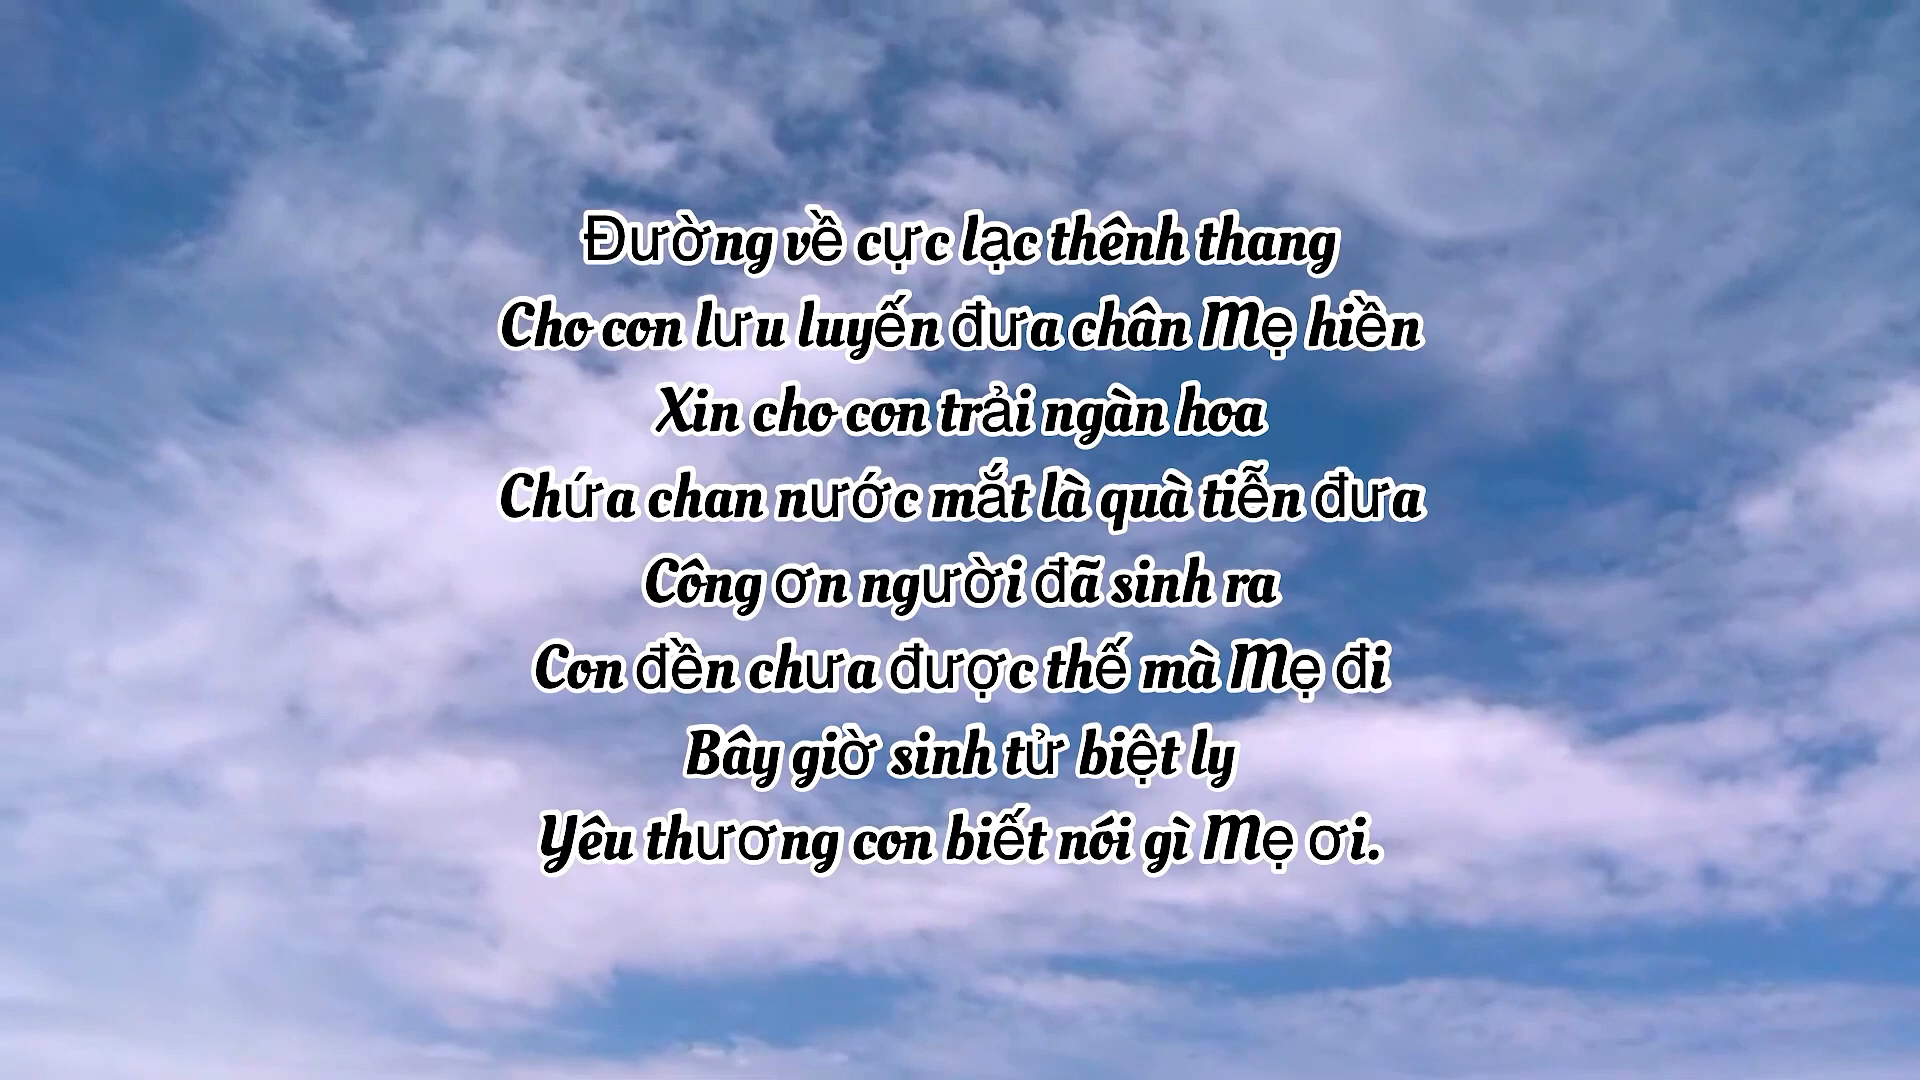 Đường về cực lạc thênh thang
Cho con lưu luyến đưa chân Mẹ hiền
Xin cho con trải ngàn hoa
Chứa chan nước mắt là quà tiễn đưa
Công ơn người đã sinh ra
Con đền chưa được thế mà Mẹ đi
Bây giờ sinh tử biệt ly
Yêu thương con biết nói gì Mẹ ơi.